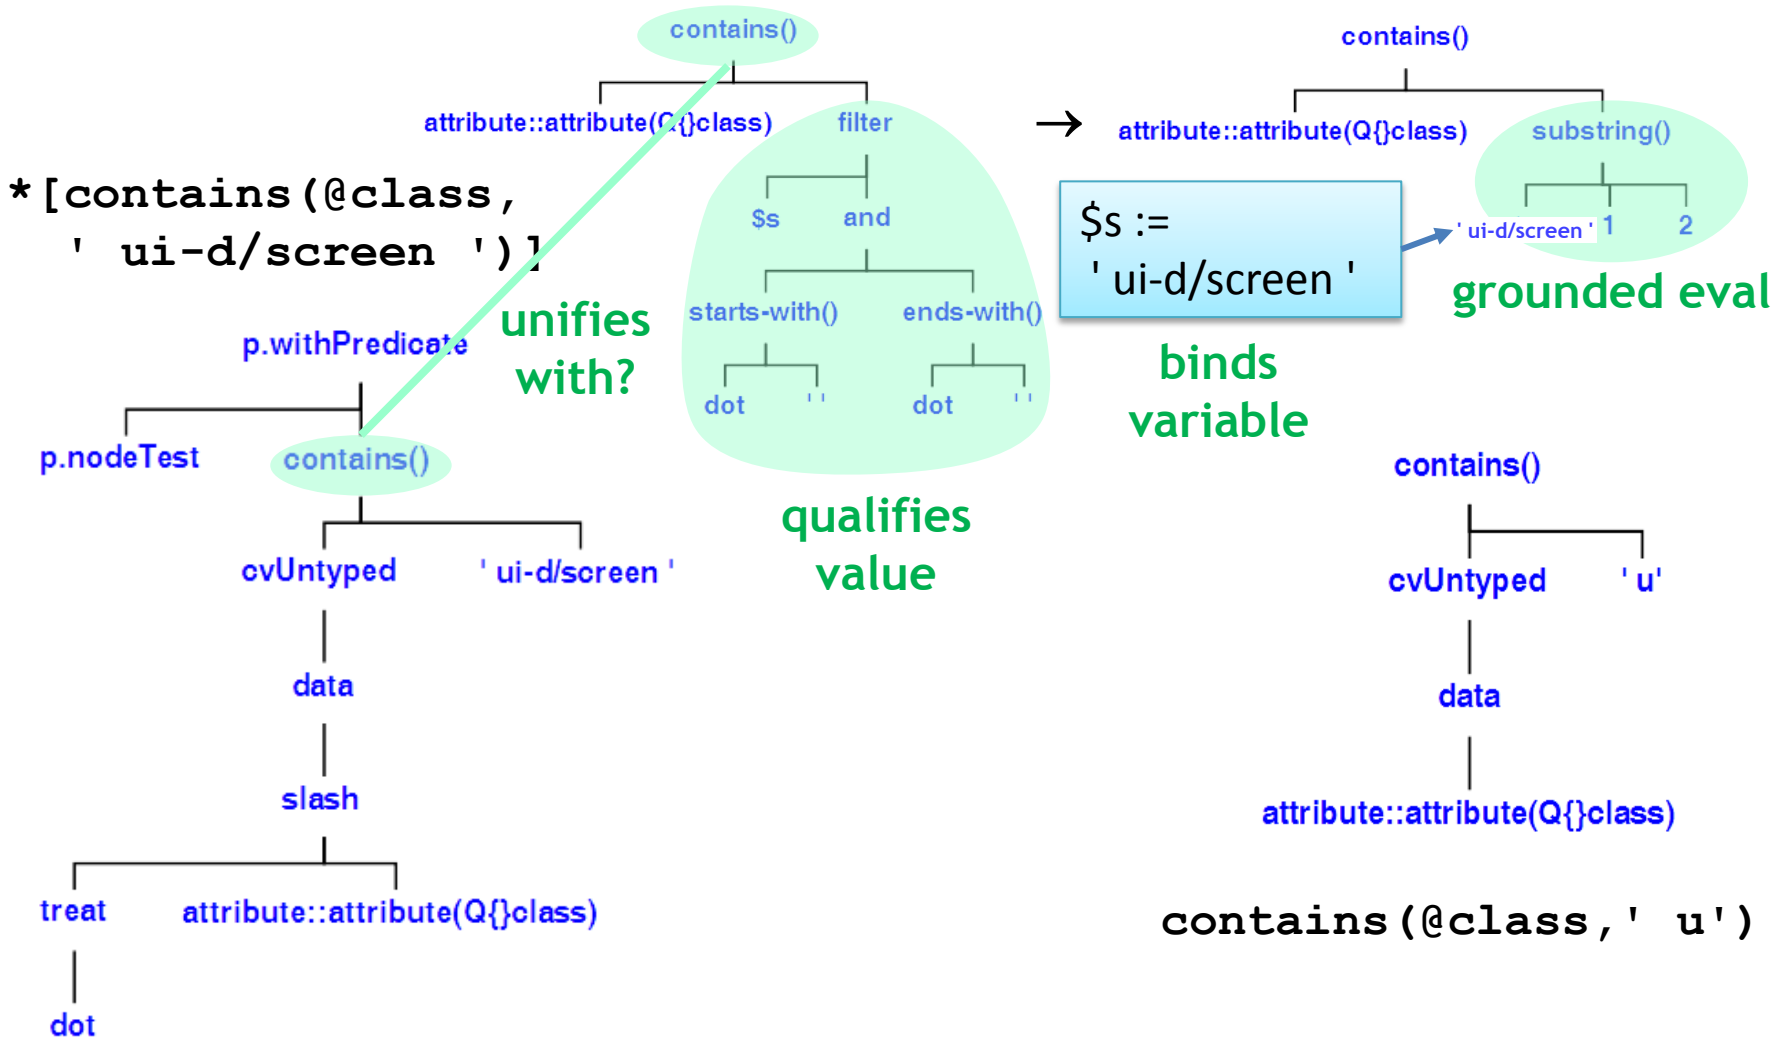 contains()
attribute::attribute(Q{}class)
filter
$s
and
starts-with()
ends-with()
dot
' '
dot
' '
qualifies
value
→
contains()
attribute::attribute(Q{}class)
substring()
' ui-d/screen '
1
2
grounded eval
$s :=
' ui-d/screen '
binds
variable
*[contains(@class,
' ui-d/screen ')]
unifies
with?
p.withPredicate
p.nodeTest
contains()
cvUntyped
' ui-d/screen '
data
slash
treat
attribute::attribute(Q{}class)
dot
contains()
cvUntyped
' u'
data
attribute::attribute(Q{}class)
contains(@class,' u')